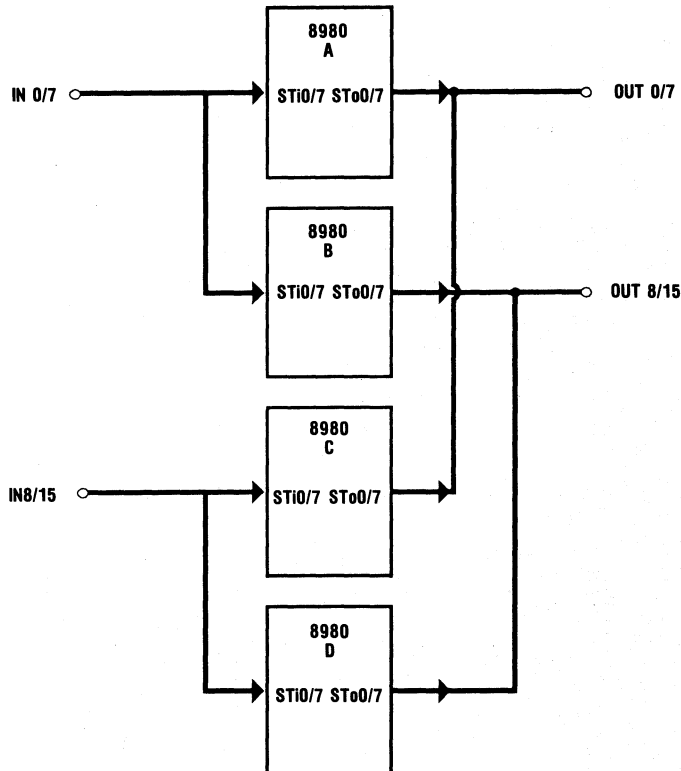 8980
A
IN 0/7
STi0/7 STo0/7
OUT 0/7
8980
B
STi0/7 STo0/7
OUT 8/15
8980
C
IN8/15
STi0/7 STo0/7
8980
D
STi0/7 STo0/7